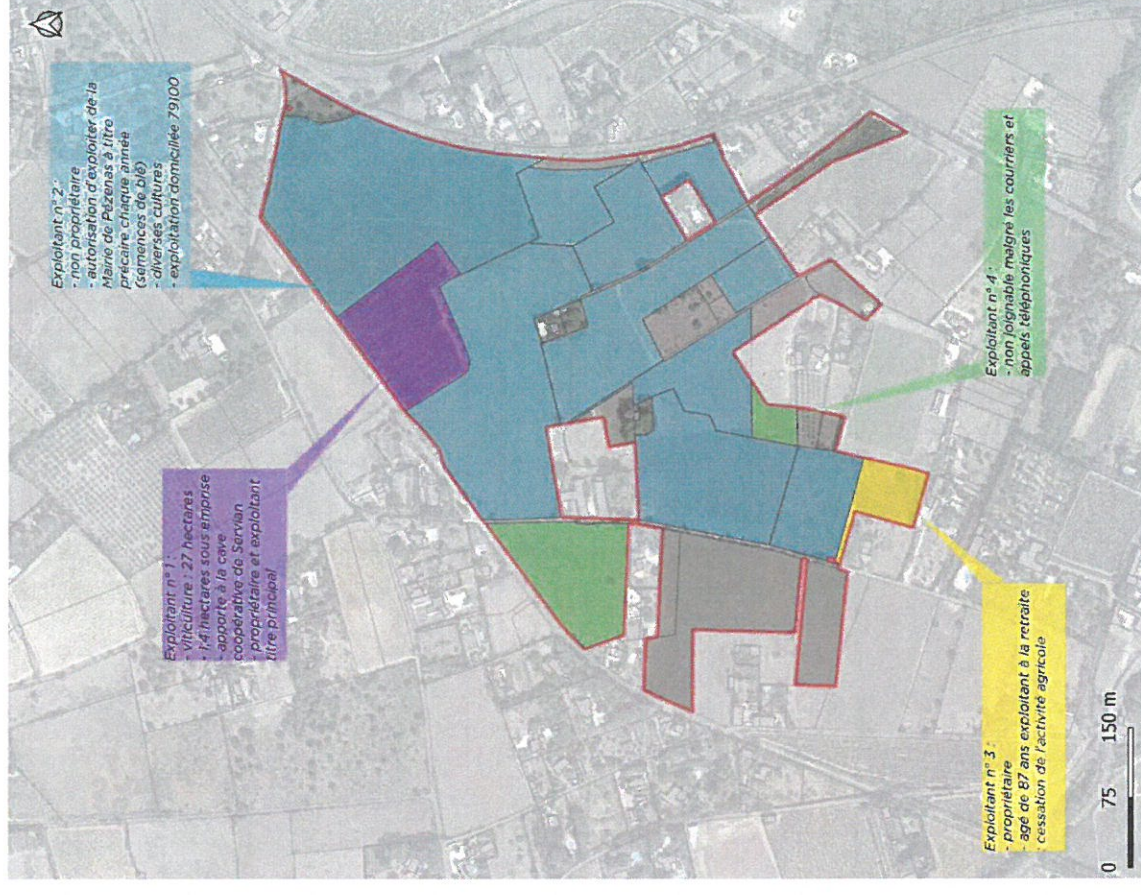 Exploitant n° 1 :
- viticulture : 27 hectares
- 1,4 hectares sous emprise
- apporte à la cave
coopérative de Servian
- propriétaire et exploitant
titre principal
Exploitant n° 2 :
- non propriétaire
- autorisation d'exploiter de la
Mairie de Pézenas à titre
précaire chaque année
(semences de blé)
- diverses cultures
- exploitation domiciliée 79100
Exploitant n° 3 :
- propriétaire
- agé de 87 ans exploitant à la retraite
: cessation de l'activité agricole
Exploitant n° 4 :
- non joignable malgré les courriers et
appels téléphoniques
0 75 150 m